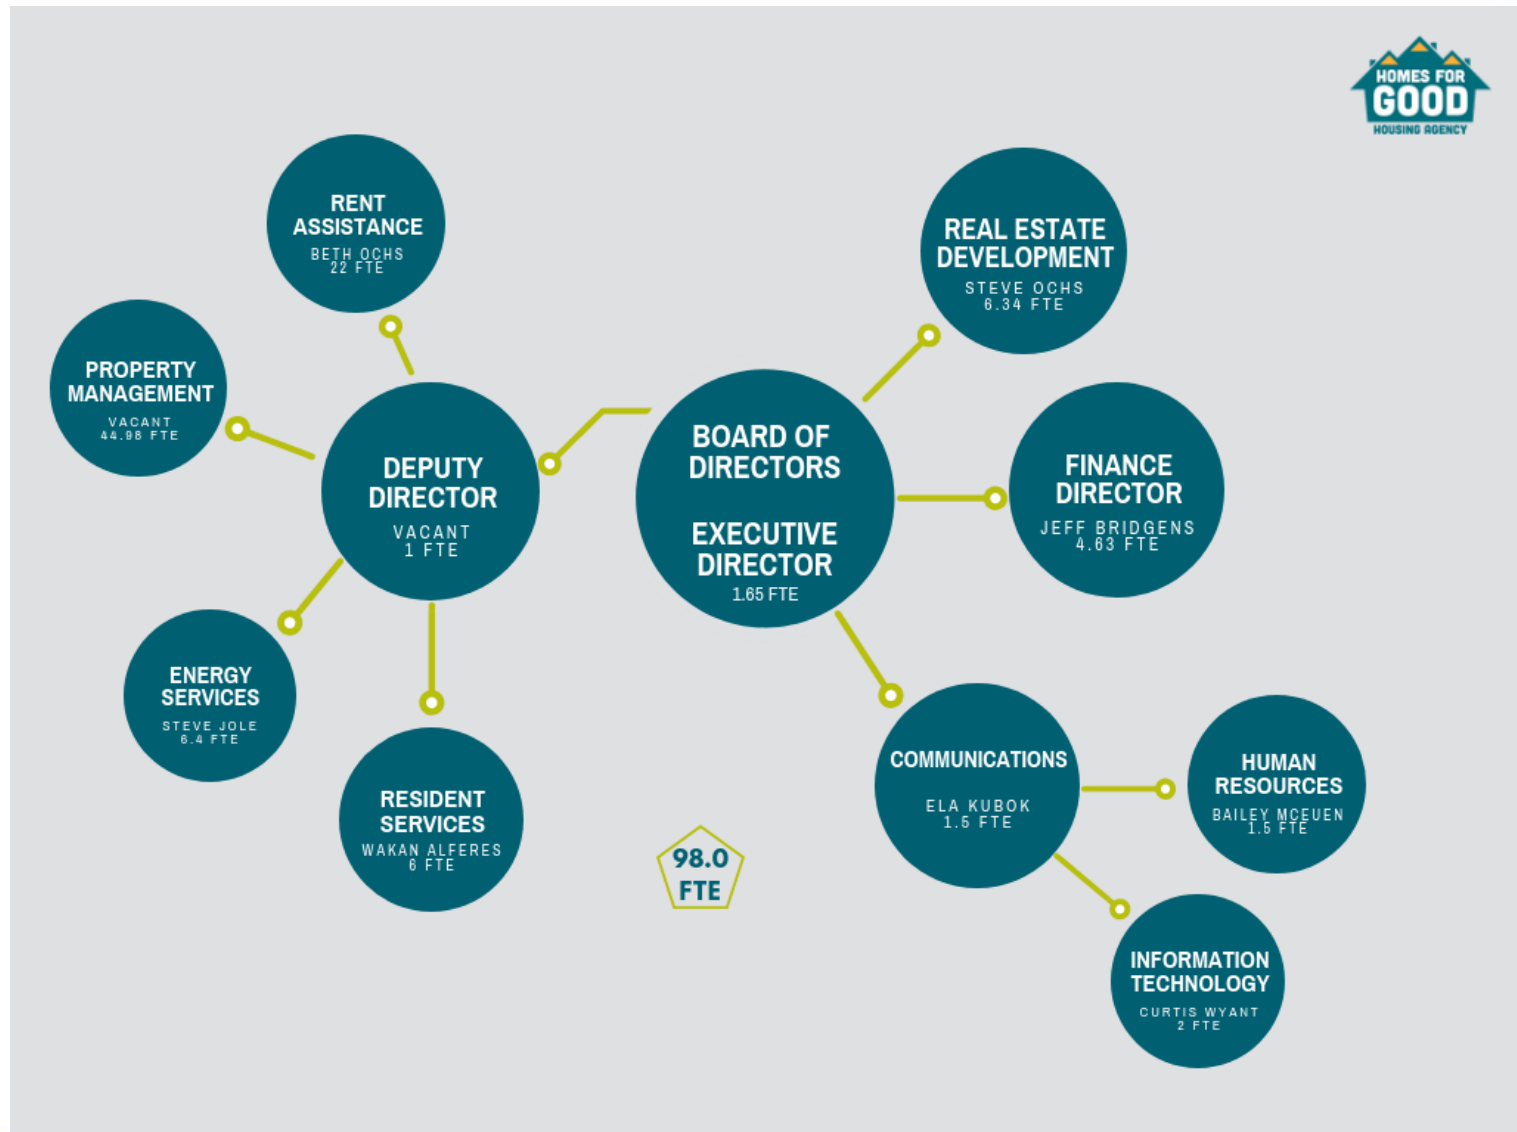 HOMES FOR
GOOD
HOUSING AGENCY
RENT
ASSISTANCE
BETH OCHS
22 FTE
REAL ESTATE
DEVELOPMENT
STEVE OCHS
6.34 FTE
PROPERTY
MANAGEMENT
VACANT
44.98 FTE
DEPUTY
DIRECTOR
VACANT
1 FTE
BOARD OF
DIRECTORS
EXECUTIVE
DIRECTOR
1.65 FTE
FINANCE
DIRECTOR
JEFF BRIDGENS
4.63 FTE
ENERGY
SERVICES
STEVE JOLE
6.4 FTE
RESIDENT
SERVICES
WAKAN ALFERES
6 FTE
98.0
FTE
COMMUNICATIONS
ELA KUBOK
1.5 FTE
HUMAN
RESOURCES
BAILEY MCEUEN
1.5 FTE
INFORMATION
TECHNOLOGY
CURTIS WYANT
2 FTE